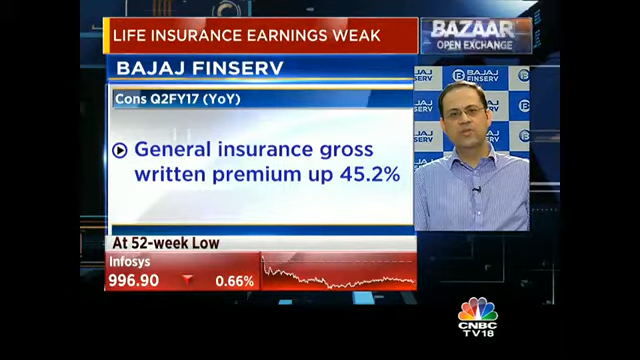 LIFE INSURANCE EARNINGS WEAK
BAZAAR
OPEN EXCHANGE
BAJAJ FINSERV
Cons Q2FY17 (YoY)
General insurance gross
written premium up 45.2%
BAJAJ
FINSERV
At 52-week Low
Infosys
996.90 0.66%
CNBC
TV18